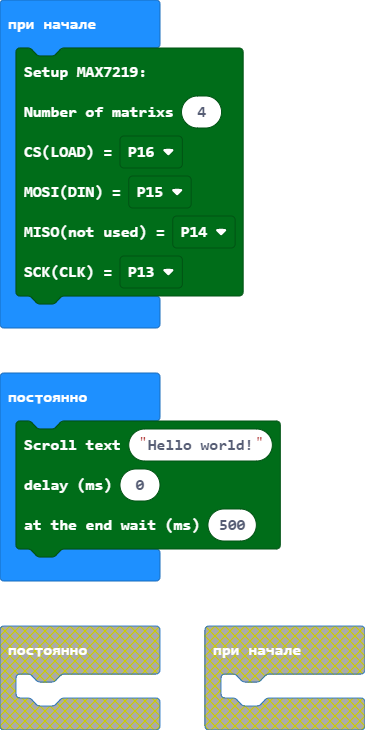 при начале
Setup MAX7219:
Number of matrixs 4
CS(LOAD) = P16
MOSI(DIN) = P15
MISO(not used) = P14
SCK(CLK) = P13
постоянно
Scroll text "Hello world!"
delay (ms) 0
at the end wait (ms) 500
постоянно
при начале